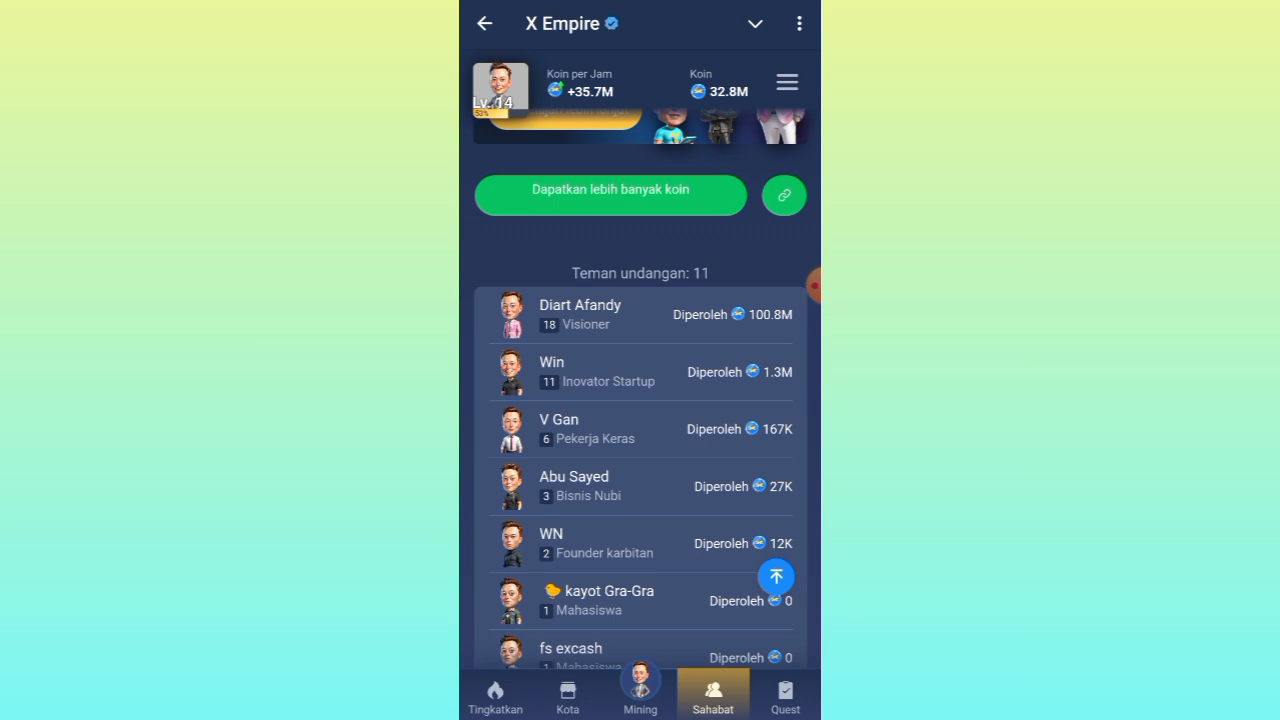 X Empire
Koin per Jam
+35.7M
Koin
32.8M
Lv. 14
53%
Dapatkan lebih banyak koin
Teman undangan: 11
Diart Afandy
18 Visioner
Diperoleh 100.8M
Win
11 Inovator Startup
Diperoleh 1.3M
V Gan
6 Pekerja Keras
Diperoleh 167K
Abu Sayed
3 Bisnis Nubi
Diperoleh 27K
WN
2 Founder karbitan
Diperoleh 12K
🐤 kayot Gra-Gra
1 Mahasiswa
Diperoleh 0
fs excash
1 Mahasiswa
Diperoleh 0
Tingkatkan
Kota
Mining
Sahabat
Quest